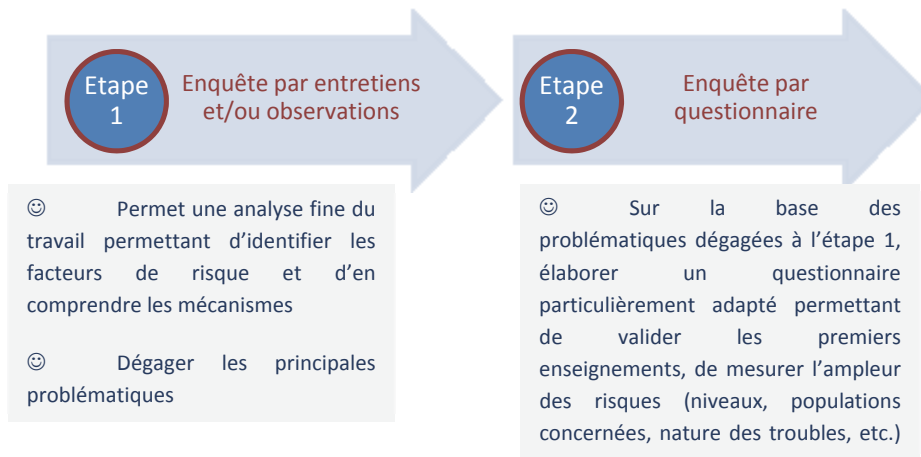 Etape
1
Enquête par entretiens
et/ou observations
☺ Permet une analyse fine du
travail permettant d’identifier les
facteurs de risque et d’en
comprendre les mécanismes
☺ Dégager les principales
problématiques
Etape
2
Enquête par
questionnaire
☺ Sur la base des
problématiques dégagées à l’étape 1,
élaborer un questionnaire
particulièrement adapté permettant
de valider les premiers
enseignements, de mesurer l’ampleur
des risques (niveaux, populations
concernées, nature des troubles, etc.)